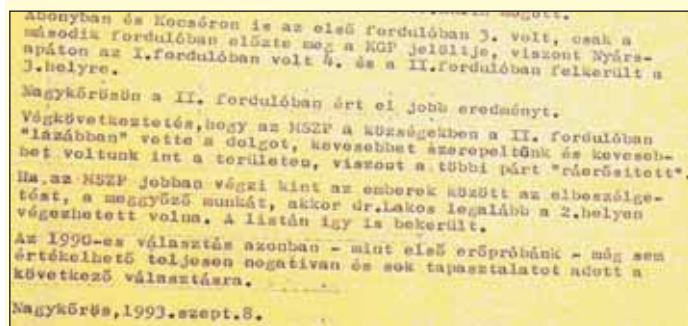 mögött.
Abonyban és Kocséron is az első fordulóban 3. volt, csak a
második fordulóban előzte meg a KGP jelöltje, viszont Nyárs-
apáton az I.fordulóban volt 4. és a II.fordulóban felkerült a
3.helyre.
Nagykőrösön a II. fordulóban ért el jobb eredményt.
Végkövetkeztetés,hogy az MSZP a községekben a II. fordulóban
"lázábban" vette a dolgot, kevesebbet szerepeltünk és keveseb-
bet voltunk int a területen, viszont a többi párt "ráerősített".
Ha az MSZP jobban végzi kint az emberek között az elbeszélge-
tést, a meggyőző munkát, akkor dr.Lakos legalább a 2.helyen
végezhetett volna. A listán így is bekerült.
Az 1990-es választás azonban - mint első erőpróbánk - még sem
értékelhető teljesen negativan és sok tapasztalatot adott a
következő választásra.
Nagykőrös,1993.szept.8.